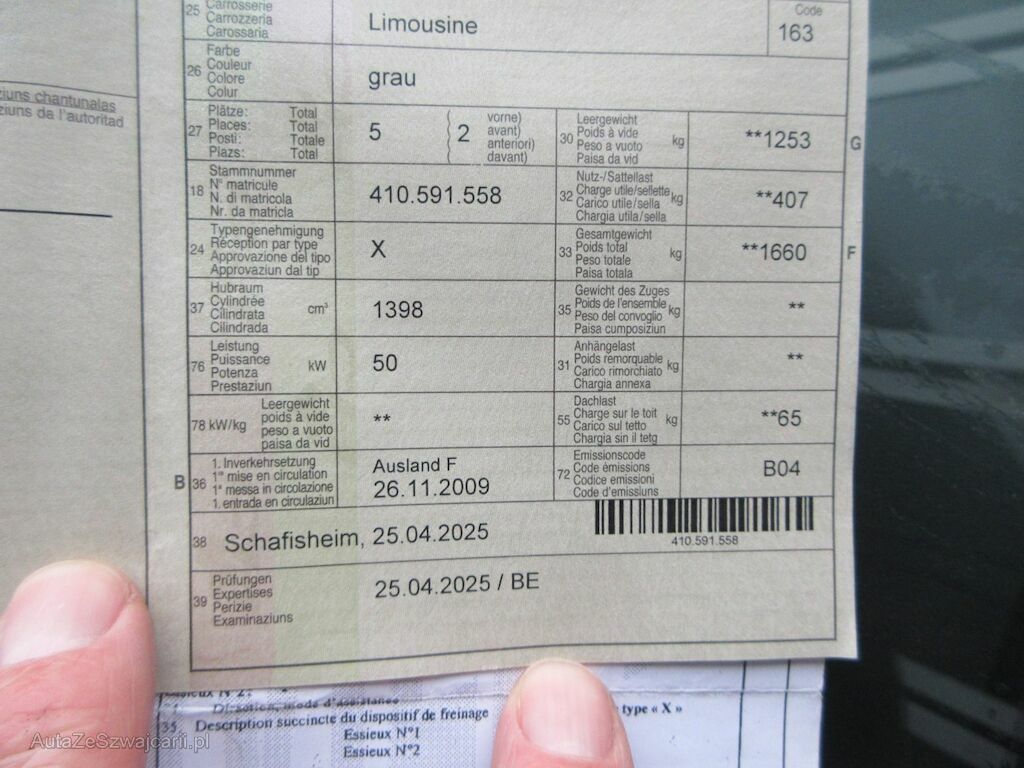 25
Carrosserie
Carrozzeria
Carossaria
Limousine
Code
163
26
Farbe
Couleur
Colore
Colur
grau
ziuns chantunalas
ziuns da l'autoritad
27
Plätze: Total
Places: Total
Posti: Totale
Plazs: Total
5
2
vorne)
avant)
anteriori)
davant)
30
Leergewicht
Poids à vide
Peso a vuoto
Paisa da vid
kg
**1253
G
18
Stammnummer
N° matricule
N. di matricola
Nr. da matricla
410.591.558
32
Nutz-/Sattellast
Charge utile/sellette
Carico utile/sella
Chargia utila/sella
kg
**407
24
Typengenehmigung
Réception par type
Approvazione del tipo
Approvaziun dal tip
X
33
Gesamtgewicht
Poids total
Peso totale
Paisa totala
kg
**1660
F
37
Hubraum
Cylindrée
Cilindrata
Cilindrada
cm³
1398
35
Gewicht des Zuges
Poids de l'ensemble
Peso del convoglio
Paisa cumposiziun
kg
**
76
Leistung
Puissance
Potenza
Prestaziun
kW
50
31
Anhängelast
Poids remorquable
Carico rimorchiato
Chargia annexa
kg
**
78 kW/kg
Leergewicht
poids à vide
peso a vuoto
paisa da vid
**
55
Dachlast
Charge sur le toit
Carico sul tetto
Chargia sin il tetg
kg
**65
B
36
1. Inverkehrsetzung
1re mise en circulation
1a messa in circolazione
1. entrada en circulaziun
Ausland F
26.11.2009
72
Emissionscode
Code émissions
Codice emissioni
Code d'emissiuns
B04
38
Schafisheim, 25.04.2025
410.591.558
39
Prüfungen
Expertises
Perizie
Examinaziuns
25.04.2025 / BE
Direction, mode d'assistance
35 Description succincte du dispositif de freinage
type « X »
Essieux N°1
Essieux N°2
AutaZeSzwajcarii.pl